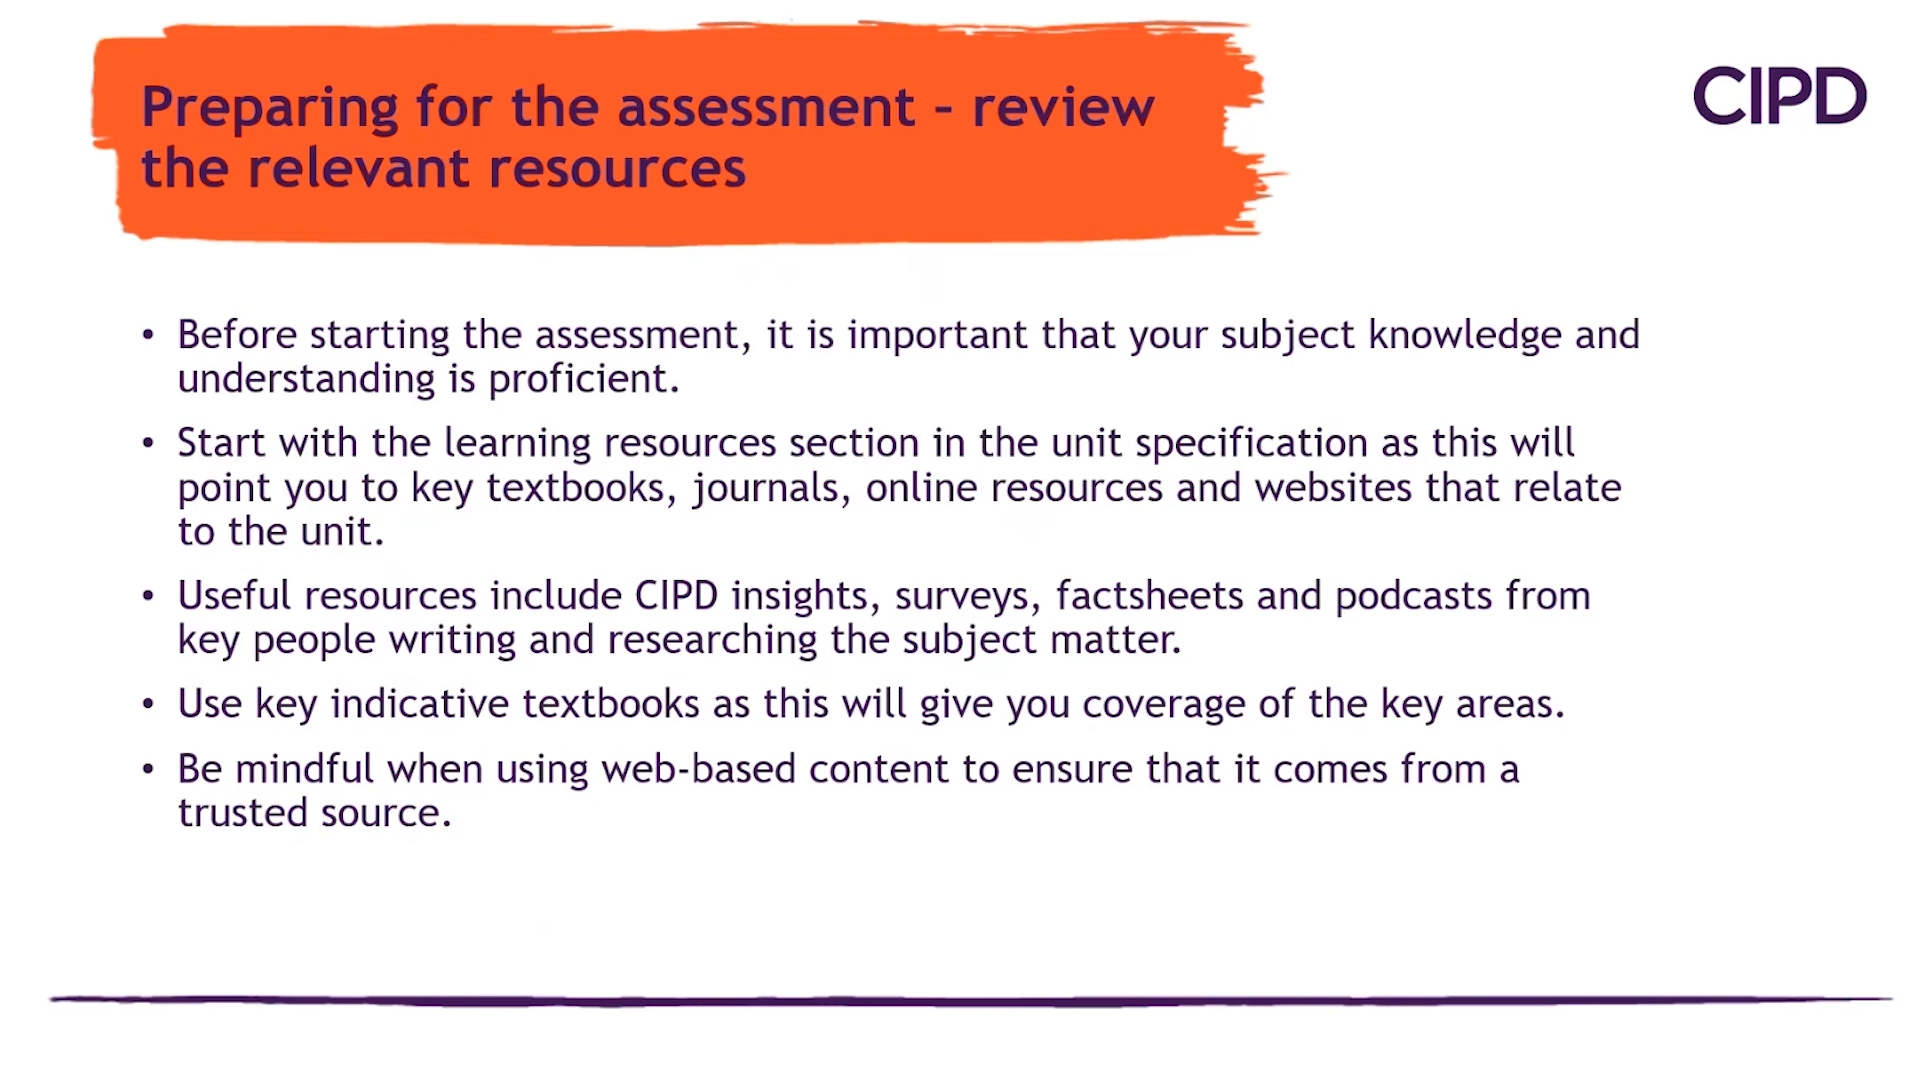 Preparing for the assessment – review
the relevant resources
CIPD
• Before starting the assessment, it is important that your subject knowledge and
understanding is proficient.
• Start with the learning resources section in the unit specification as this will
point you to key textbooks, journals, online resources and websites that relate
to the unit.
• Useful resources include CIPD insights, surveys, factsheets and podcasts from
key people writing and researching the subject matter.
• Use key indicative textbooks as this will give you coverage of the key areas.
• Be mindful when using web-based content to ensure that it comes from a
trusted source.